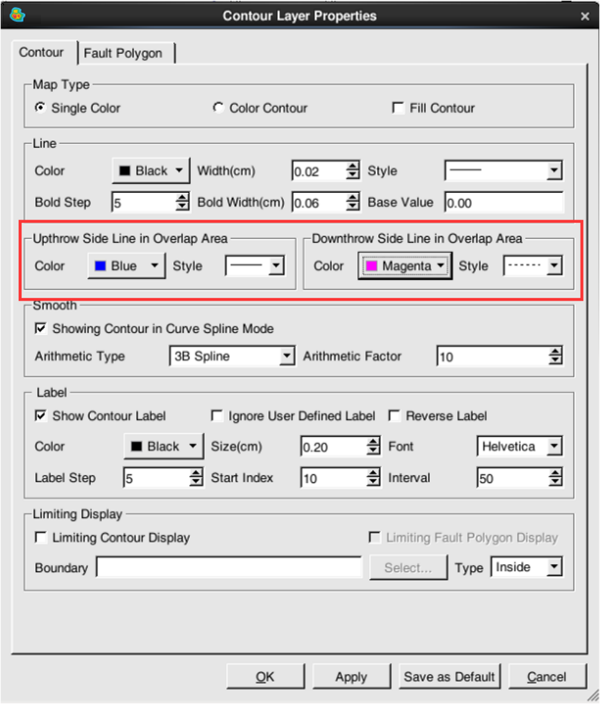 Contour Layer Properties
Contour Fault Polygon
Map Type
Single Color Color Contour Fill Contour
Line
Color Black Width(cm) 0.02 Style
Bold Step 5 Bold Width(cm) 0.06 Base Value 0.00
Upthrow Side Line in Overlap Area Downthrow Side Line in Overlap Area
Color Blue Style Color Magenta Style
Smooth
Showing Contour in Curve Spline Mode
Arithmetic Type 3B Spline Arithmetic Factor 10
Label
Show Contour Label Ignore User Defined Label Reverse Label
Color Black Size(cm) 0.20 Font Helvetica
Label Step 5 Start Index 10 Interval 50
Limiting Display
Limiting Contour Display Limiting Fault Polygon Display
Boundary Select... Type Inside
OK Apply Save as Default Cancel